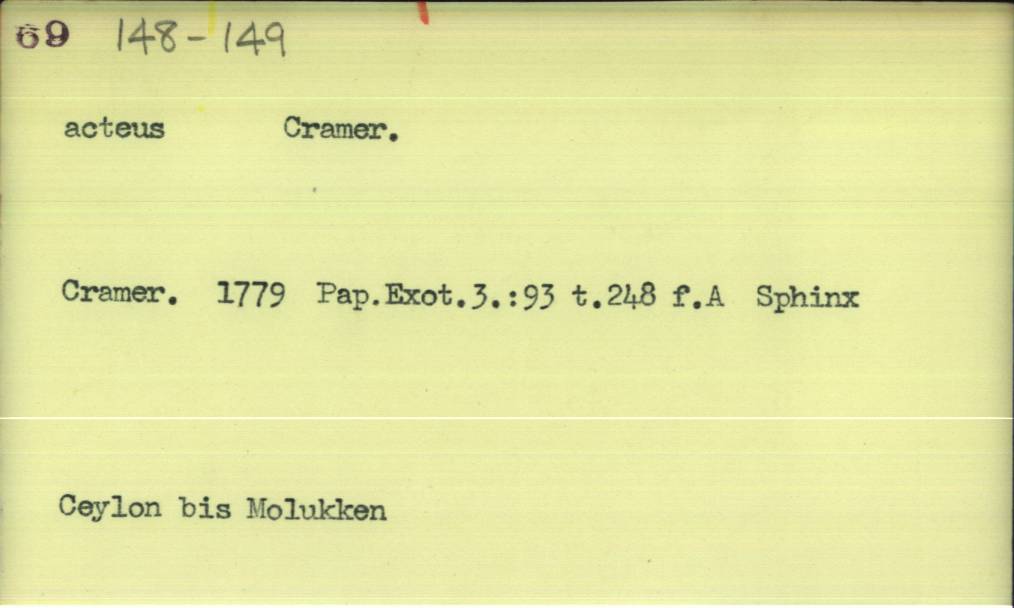 69 148-149
acteus Cramer.
Cramer. 1779 Pap.Exot.3.:93 t.248 f.A Sphinx
Ceylon bis Molukken